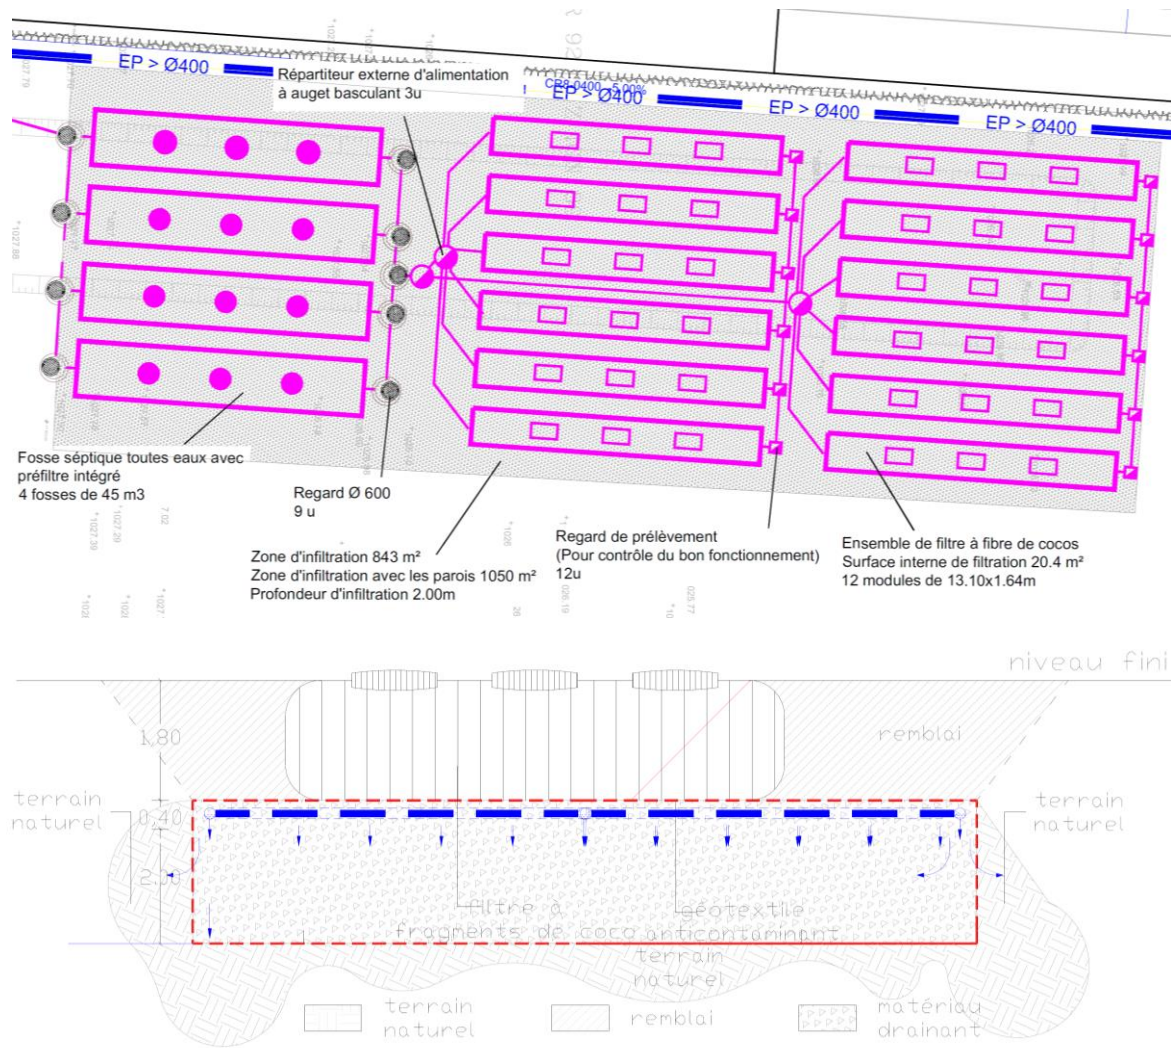 EP > Ø400
Répartiteur externe d'alimentation
à auget basculant 3u
EP > Ø400
EP > Ø400
EP > Ø400
Fosse séptique toutes eaux avec
préfiltre intégré
4 fosses de 45 m3
Regard Ø 600
9 u
Zone d'infiltration 843 m²
Zone d'infiltration avec les parois 1050 m²
Profondeur d'infiltration 2.00m
Regard de prélèvement
(Pour contrôle du bon fonctionnement)
12u
Ensemble de filtre à fibre de cocos
Surface interne de filtration 20.4 m²
12 modules de 13.10x1.64m
niveau fini
1,80
remblai
terrain
naturel
0,40
terrain
naturel
filtre à
fragments de coco
géotextile
anticontaminant
terrain
naturel
terrain
naturel
remblai
matériau
drainant